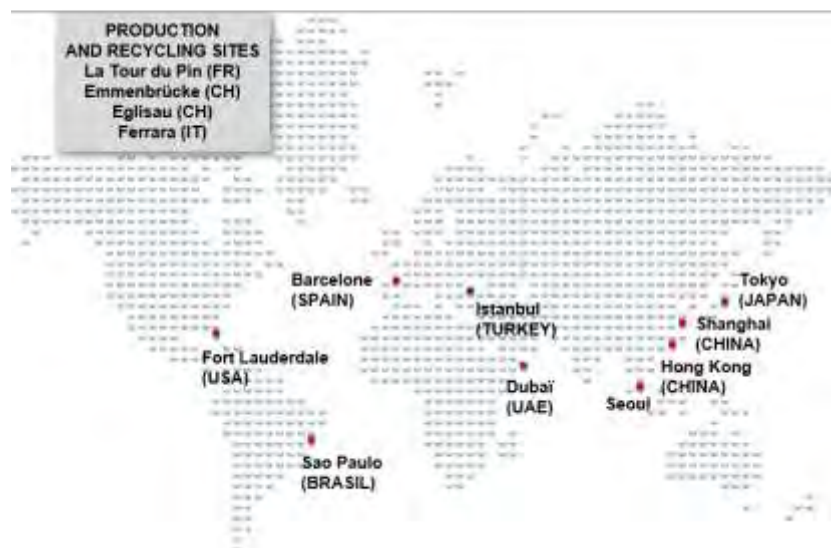 PRODUCTION
AND RECYCLING SITES
La Tour du Pin (FR)
Emmenbrücke (CH)
Eglisau (CH)
Ferrara (IT)
Barcelone
(SPAIN)
Istanbul
(TURKEY)
Tokyo
(JAPAN)
Shanghai
(CHINA)
Hong Kong
(CHINA)
Fort Lauderdale
(USA)
Dubaï
(UAE)
Seoul
Sao Paulo
(BRASIL)